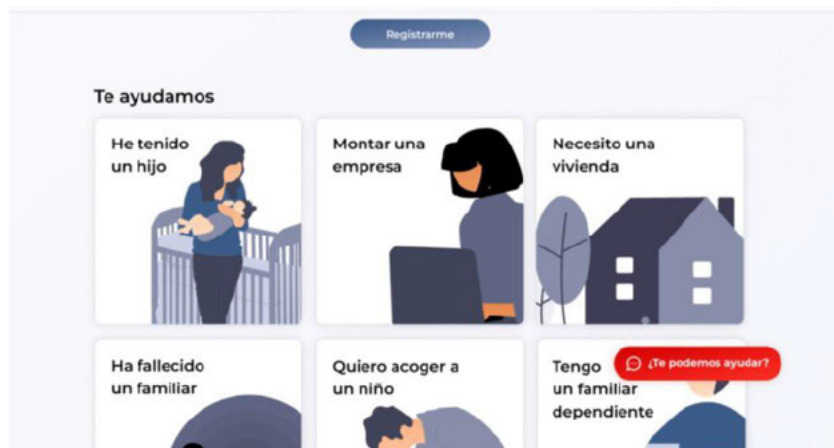 Registrarme
Te ayudamos
He tenido
un hijo
Montar una
empresa
Necesito una
vivienda
Ha fallecido
un familiar
Quiero acoger a
un niño
Tengo
un familiar
dependiente
¿Te podemos ayudar?